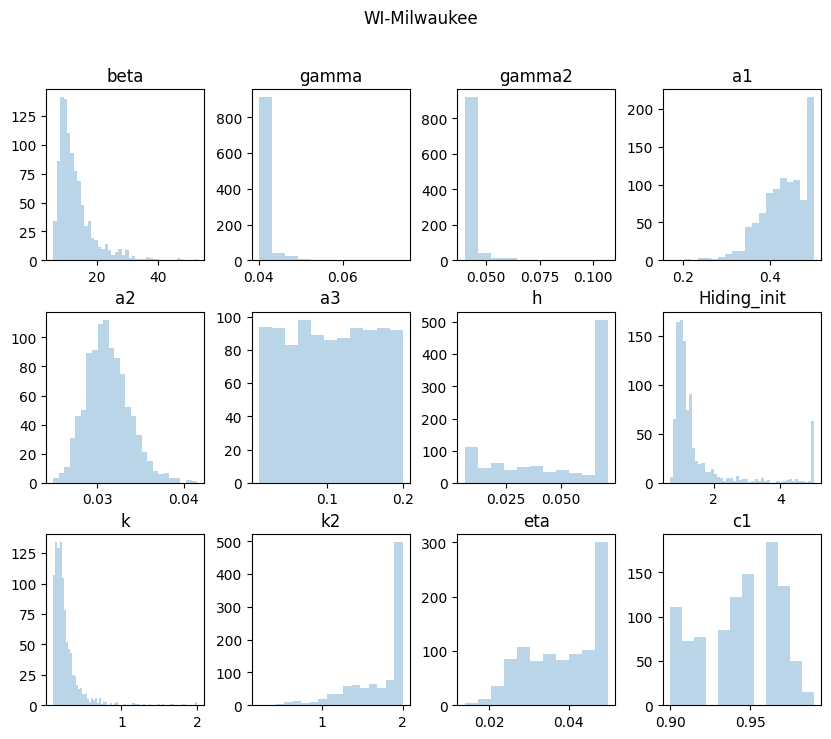 WI-Milwaukee
beta gamma gamma2 a1
125 100 75 50 25 0
20 40
800 600 400 200 0
0.04 0.06
800 600 400 200 0
0.050 0.075 0.100
200 150 100 50 0
0.2 0.4
a2 a3 h Hiding_init
100 80 60 40 20 0
0.03 0.04
100 80 60 40 20 0
0.1 0.2
500 400 300 200 100 0
0.025 0.050
150 100 50 0
2 4
k k2 eta c1
125 100 75 50 25 0
1 2
500 400 300 200 100 0
1 2
300 200 100 0
0.02 0.04
150 100 50 0
0.90 0.95